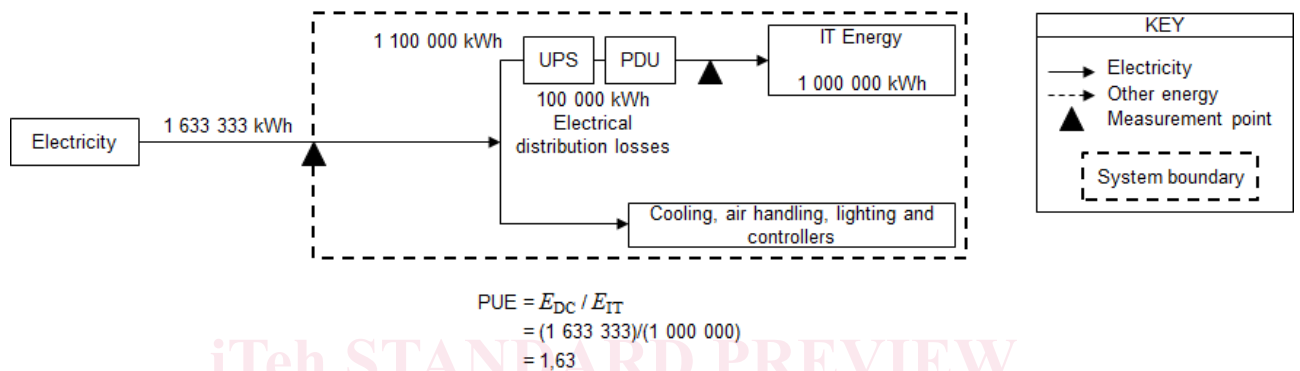 1 100 000 kWh
UPS
PDU
IT Energy
1 000 000 kWh
100 000 kWh
Electrical
distribution losses
Electricity
1 633 333 kWh
Cooling, air handling, lighting and
controllers
KEY
Electricity
Other energy
Measurement point
System boundary
PUE = E_DC / E_IT
= (1 633 333)/(1 000 000)
= 1,63
iTeh STANDARD PREVIEW